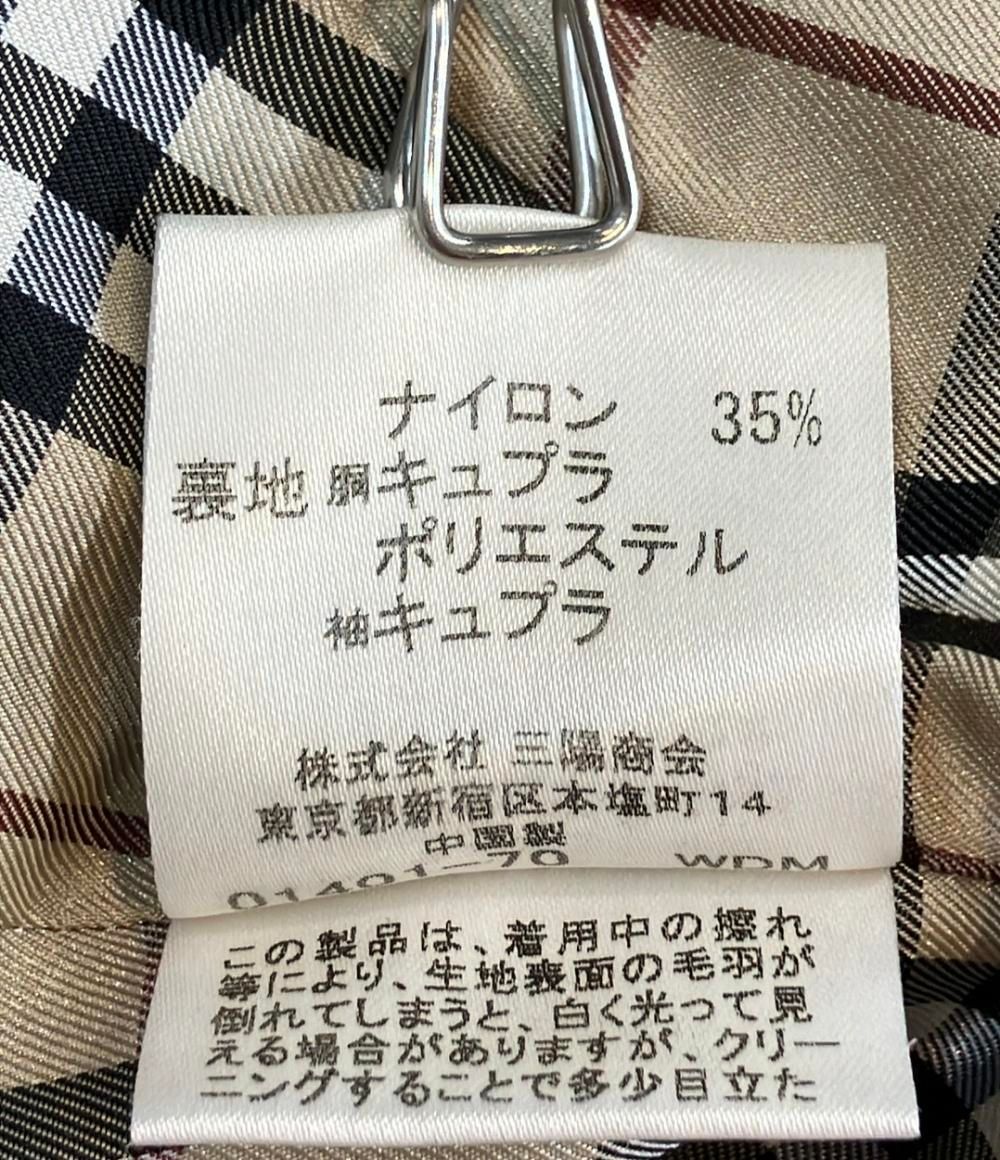 ナイロン 35%
裏地 胴キュプラ
ポリエステル
袖キュプラ
株式会社 三陽商会
東京都新宿区本塩町14
中国製
01401-70 WDM
この製品は、着用中の擦れ
等により、生地表面の毛羽が
倒れてしまうと、白く光って見
える場合がありますが、クリー
ニングすることで多少目立た